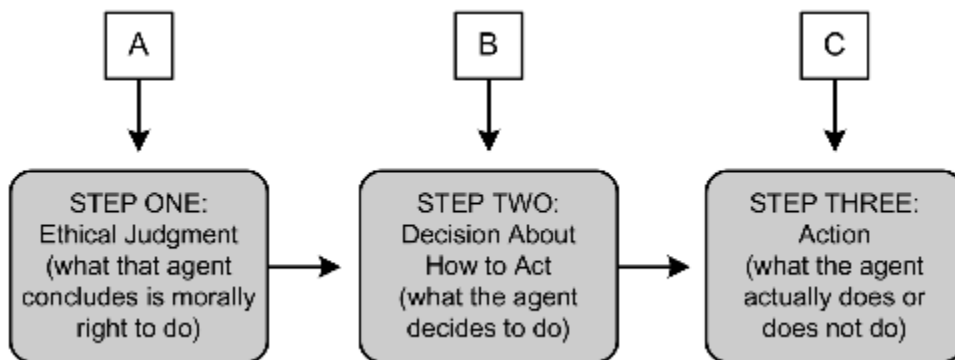 A
B
C
STEP ONE:
Ethical Judgment
(what that agent
concludes is morally
right to do)
STEP TWO:
Decision About
How to Act
(what the agent
decides to do)
STEP THREE:
Action
(what the agent
actually does or
does not do)